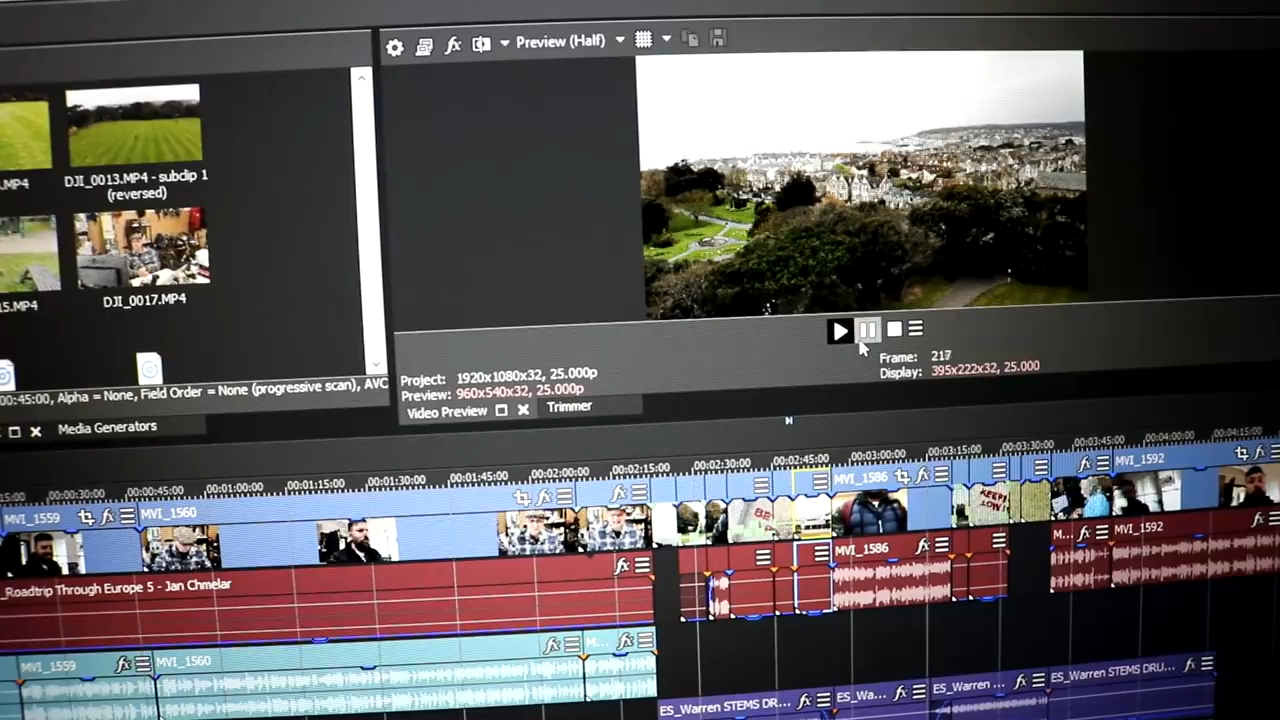 Preview (Half)
.MP4
DJI_0013.MP4 - subclip 1
(reversed)
15.MP4
DJI_0017.MP4
00:45:00, Alpha = None, Field Order = None (progressive scan), AVC
Media Generators
Project: 1920x1080x32, 25.000p
Preview: 960x540x32, 25.000p
Video Preview
Trimmer
Frame: 217
Display: 395x222x32, 25.000
15:00
00:00:30:00
00:00:45:00
00:01:00:00
00:01:15:00
00:01:30:00
00:01:45:00
00:02:00:00
00:02:15:00
00:02:30:00
00:02:45:00
00:03:00:00
00:03:15:00
00:03:30:00
00:03:45:00
00:04:00:00
00:04:15:00
MVI_1559
MVI_1560
MVI_1586
MVI_1592
KEEP
LOW!
MVI_1586
M...
MVI_1592
_Roadtrip Through Europe 5 - Jan Chmelar
MVI_1559
MVI_1560
M...
ES_Warren STEMS DR...
ES_Wa...
ES_Warren ...
ES_Warren STEMS DRU...